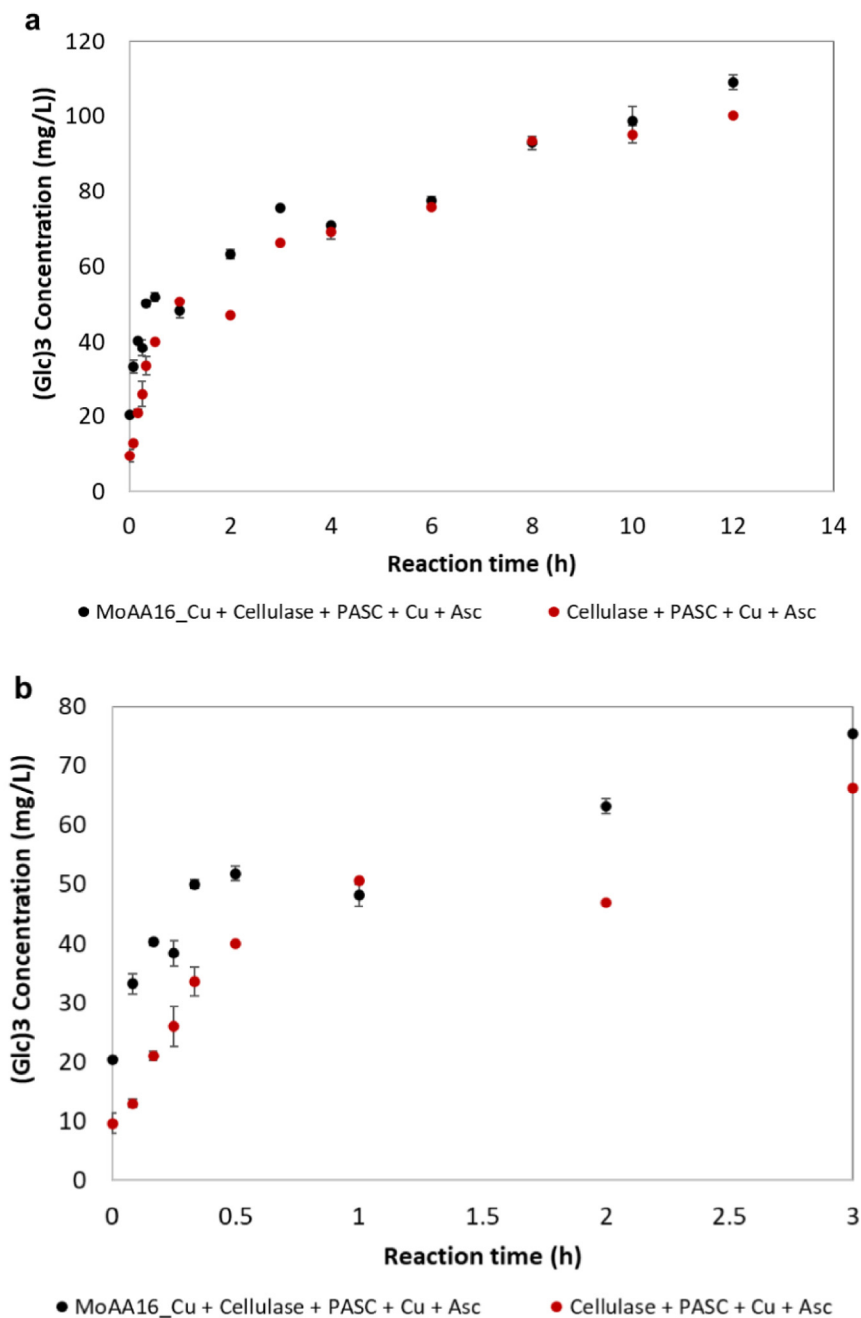 a
120
100
80
60
40
20
0
0 2 4 6 8 10 12 14
(Glc)3 Concentration (mg/L))
Reaction time (h)
MoAA16_Cu + Cellulase + PASC + Cu + Asc Cellulase + PASC + Cu + Asc
b
80
70
60
50
40
30
20
10
0
0 0.5 1 1.5 2 2.5 3
(Glc)3 Concentration (mg/L))
Reaction time (h)
MoAA16_Cu + Cellulase + PASC + Cu + Asc Cellulase + PASC + Cu + Asc